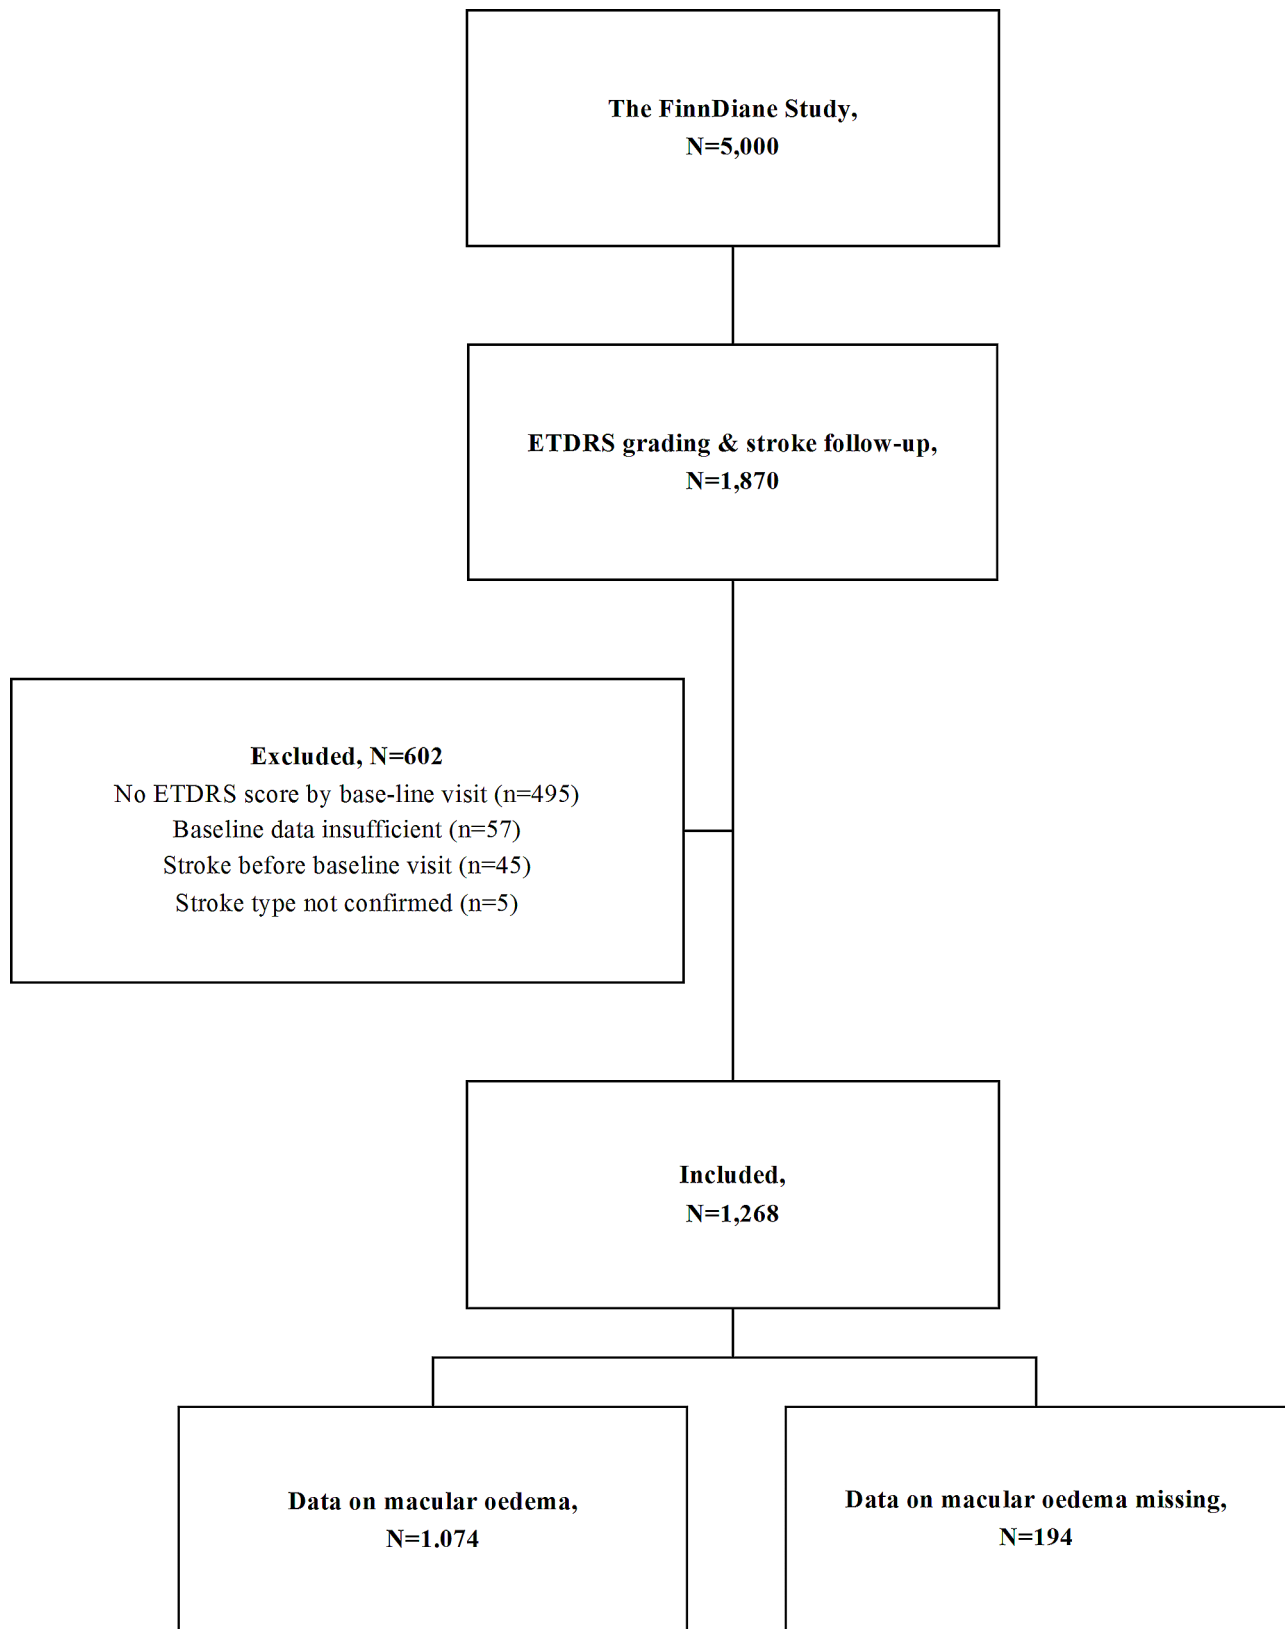 The FinnDiane Study,
N=5,000
ETDRS grading & stroke follow-up,
N=1,870
Excluded, N=602
No ETDRS score by base-line visit (n=495)
Baseline data insufficient (n=57)
Stroke before baseline visit (n=45)
Stroke type not confirmed (n=5)
Included,
N=1,268
Data on macular oedema,
N=1.074
Data on macular oedema missing,
N=194